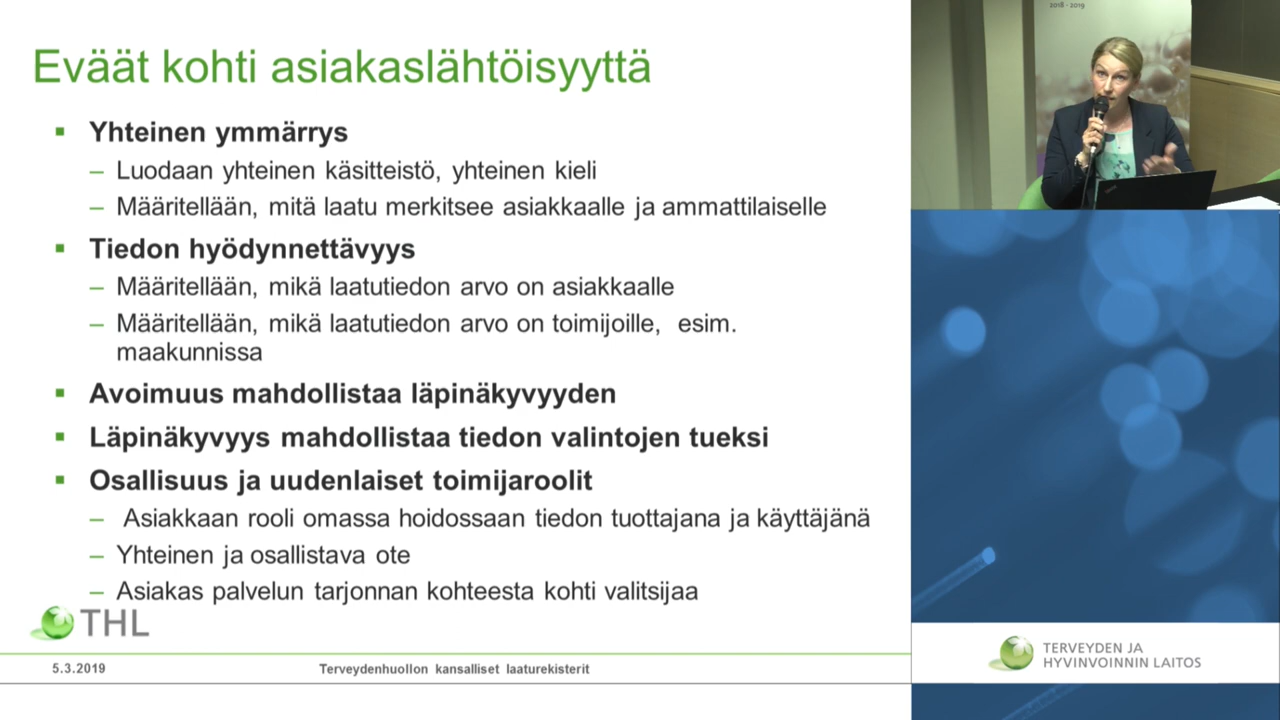 Eväät kohti asiakaslähtöisyyttä
▪ Yhteinen ymmärrys
– Luodaan yhteinen käsitteistö, yhteinen kieli
– Määritellään, mitä laatu merkitsee asiakkaalle ja ammattilaiselle
▪ Tiedon hyödynnettävyys
– Määritellään, mikä laatutiedon arvo on asiakkaalle
– Määritellään, mikä laatutiedon arvo on toimijoille, esim.
maakunnissa
▪ Avoimuus mahdollistaa läpinäkyvyyden
▪ Läpinäkyvyys mahdollistaa tiedon valintojen tueksi
▪ Osallisuus ja uudenlaiset toimijaroolit
– Asiakkaan rooli omassa hoidossaan tiedon tuottajana ja käyttäjänä
– Yhteinen ja osallistava ote
– Asiakas palvelun tarjonnan kohteesta kohti valitsijaa
THL
5.3.2019
Terveydenhuollon kansalliset laaturekisterit
2018 - 2019
TERVEYDEN JA
HYVINVOINNIN LAITOS